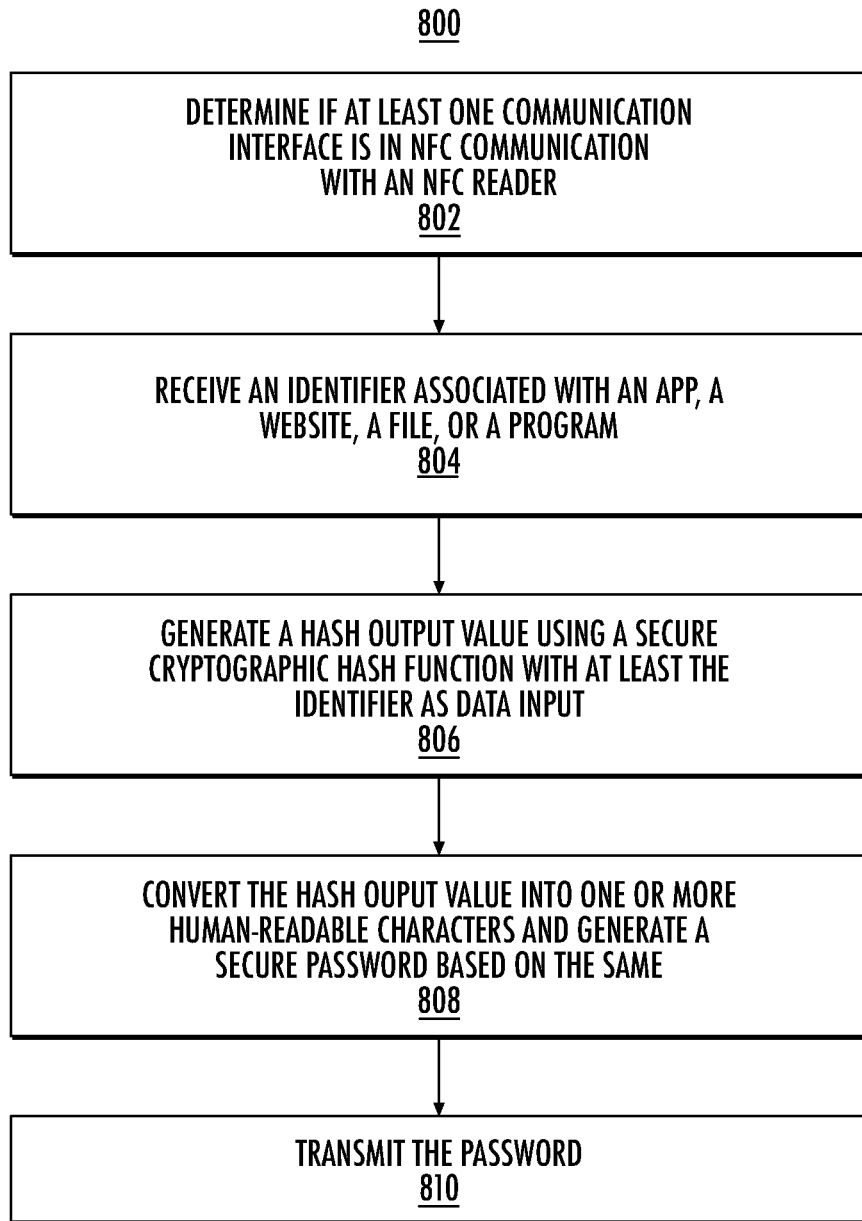 800
DETERMINE IF AT LEAST ONE COMMUNICATION
INTERFACE IS IN NFC COMMUNICATION
WITH AN NFC READER
802
RECEIVE AN IDENTIFIER ASSOCIATED WITH AN APP, A
WEBSITE, A FILE, OR A PROGRAM
804
GENERATE A HASH OUTPUT VALUE USING A SECURE
CRYPTOGRAPHIC HASH FUNCTION WITH AT LEAST THE
IDENTIFIER AS DATA INPUT
806
CONVERT THE HASH OUPUT VALUE INTO ONE OR MORE
HUMAN-READABLE CHARACTERS AND GENERATE A
SECURE PASSWORD BASED ON THE SAME
808
TRANSMIT THE PASSWORD
810